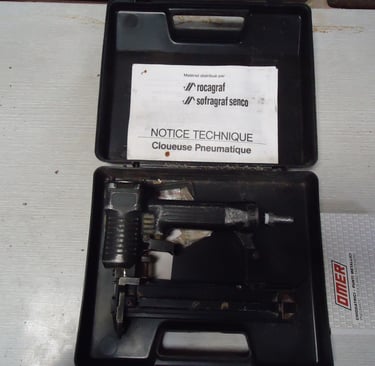 Matériel distribué par:
rocagraf
sofragraf senco
NOTICE TECHNIQUE
Cloueuse Pneumatique
OMER